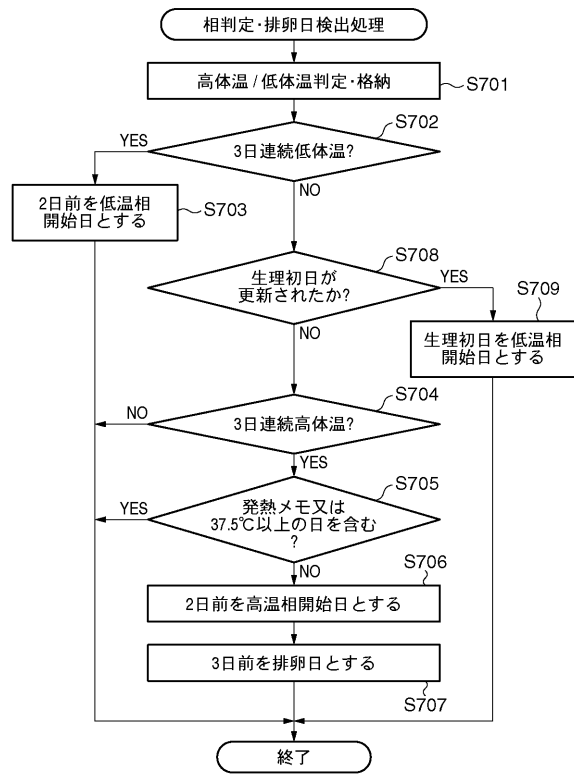 相判定・排卵日検出処理
高体温/低体温判定・格納
S701
S702
YES
3日連続低体温?
NO
2日前を低温相
開始日とする
S703
S708
生理初日が
更新されたか?
YES
NO
S709
生理初日を低温相
開始日とする
S704
NO
3日連続高体温?
YES
S705
YES
発熱メモ又は
37.5℃以上の日を含む
?
NO
S706
2日前を高温相開始日とする
3日前を排卵日とする
S707
終了